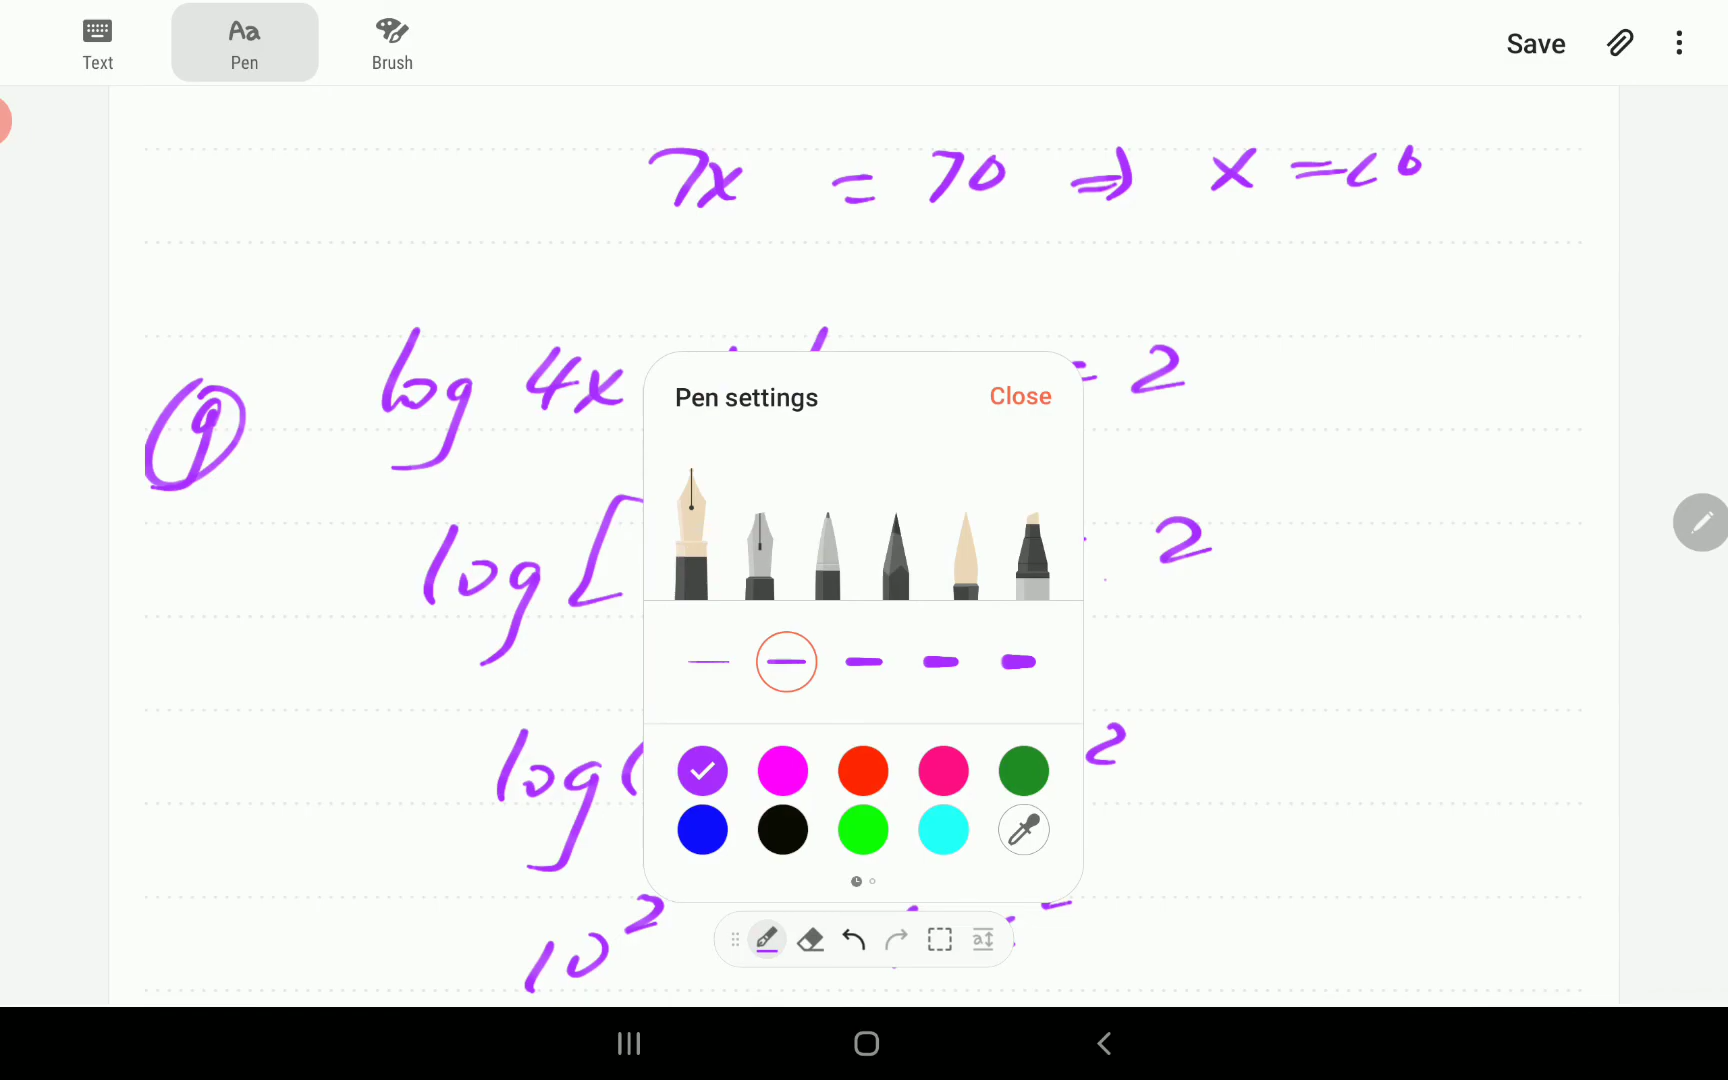 Text
Pen
Brush
Save
7x = 70 ⇒ x = 10
9
log 4x = 2
Pen settings
Close
log [ 2
log ( 2
10²